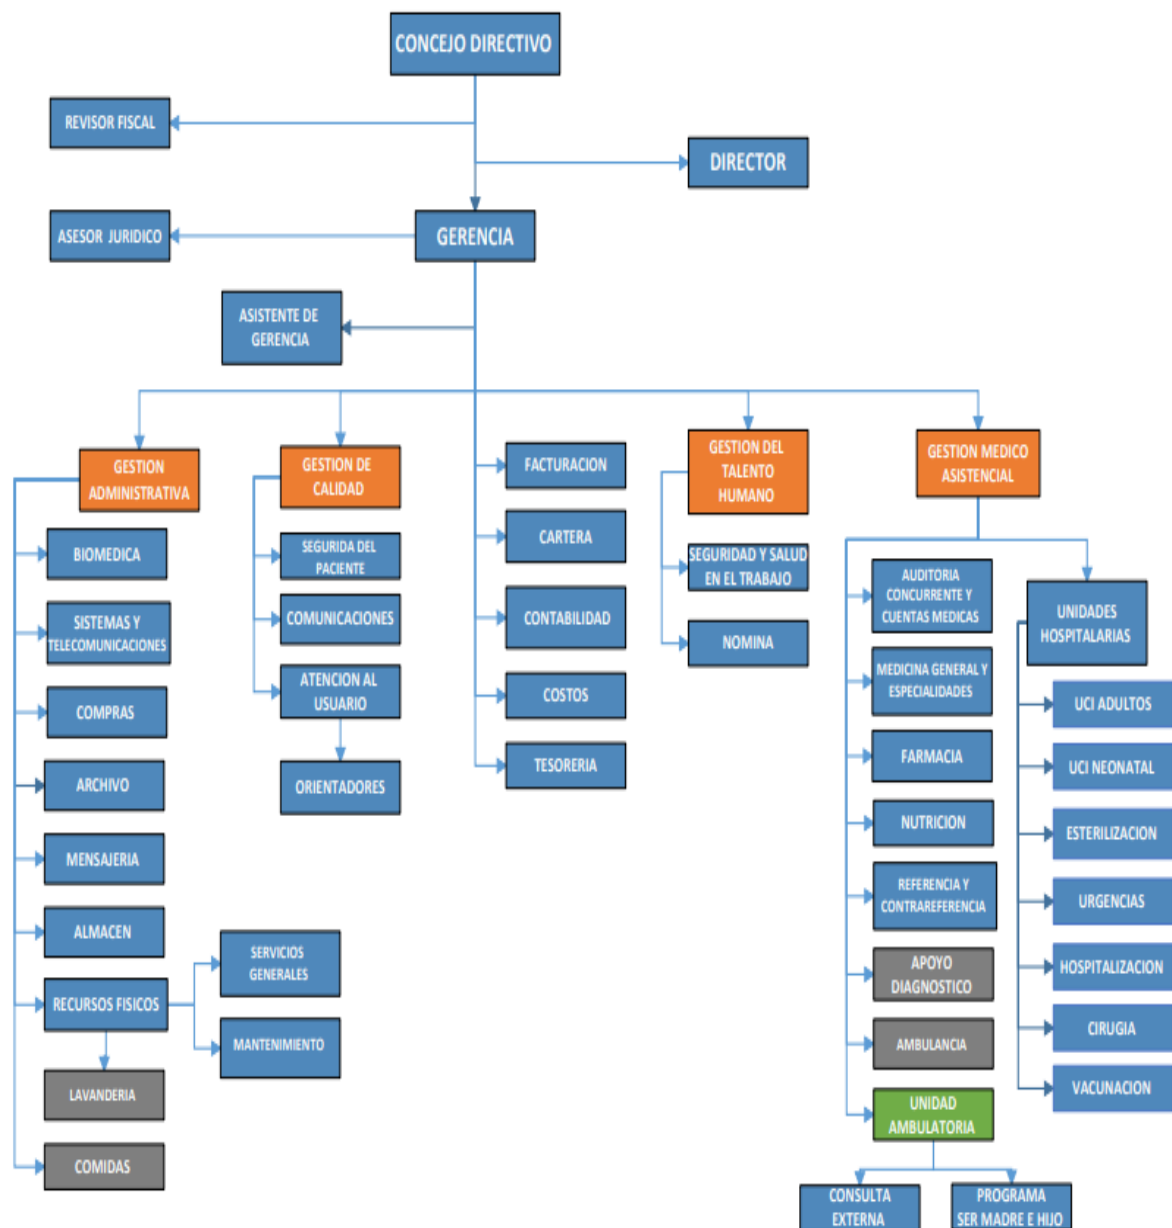 CONCEJO DIRECTIVO
REVISOR FISCAL
DIRECTOR
ASESOR JURIDICO
GERENCIA
ASISTENTE DE
GERENCIA
GESTION
ADMINISTRATIVA
BIOMEDICA
SISTEMAS Y
TELECOMUNICACIONES
COMPRAS
ARCHIVO
MENSAJERIA
ALMACEN
RECURSOS FISICOS
SERVICIOS
GENERALES
MANTENIMIENTO
LAVANDERIA
COMIDAS
GESTION DE
CALIDAD
SEGURIDA DEL
PACIENTE
COMUNICACIONES
ATENCION AL
USUARIO
ORIENTADORES
FACTURACION
CARTERA
CONTABILIDAD
COSTOS
TESORERIA
GESTION DEL
TALENTO
HUMANO
SEGURIDAD Y SALUD
EN EL TRABAJO
NOMINA
GESTION MEDICO
ASISTENCIAL
AUDITORIA
CONCURRENTE Y
CUENTAS MEDICAS
MEDICINA GENERAL Y
ESPECIALIDADES
FARMACIA
NUTRICION
REFERENCIA Y
CONTRAREFERENCIA
APOYO
DIAGNOSTICO
AMBULANCIA
UNIDAD
AMBULATORIA
CONSULTA
EXTERNA
PROGRAMA
SER MADRE E HIJO
UNIDADES
HOSPITALARIAS
UCI ADULTOS
UCI NEONATAL
ESTERILIZACION
URGENCIAS
HOSPITALIZACION
CIRUGIA
VACUNACION